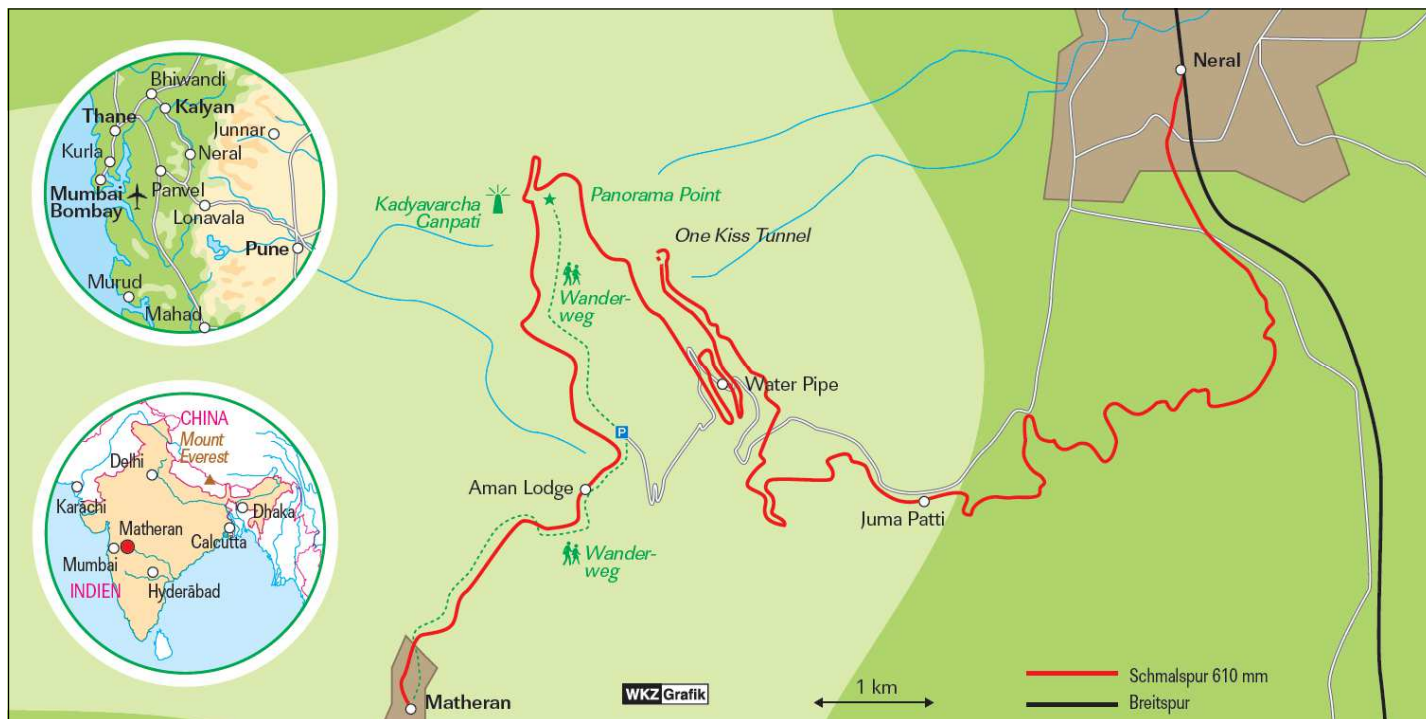 Bhiwandi
Kalyan
Thane
Junnar
Kurla
Neral
Mumbai
Bombay
Panvel
Lonavala
Pune
Murud
Mahad
CHINA
Mount
Everest
Delhi
Karachi
Dhaka
Matheran
Calcutta
Mumbai
INDIEN
Hyderābad
Neral
Kadyavarcha
Ganpati
Panorama Point
One Kiss Tunnel
Wander-
weg
Water Pipe
P
Aman Lodge
Juma Patti
Wander-
weg
Matheran
WKZ Grafik
1 km
Schmalspur 610 mm
Breitspur